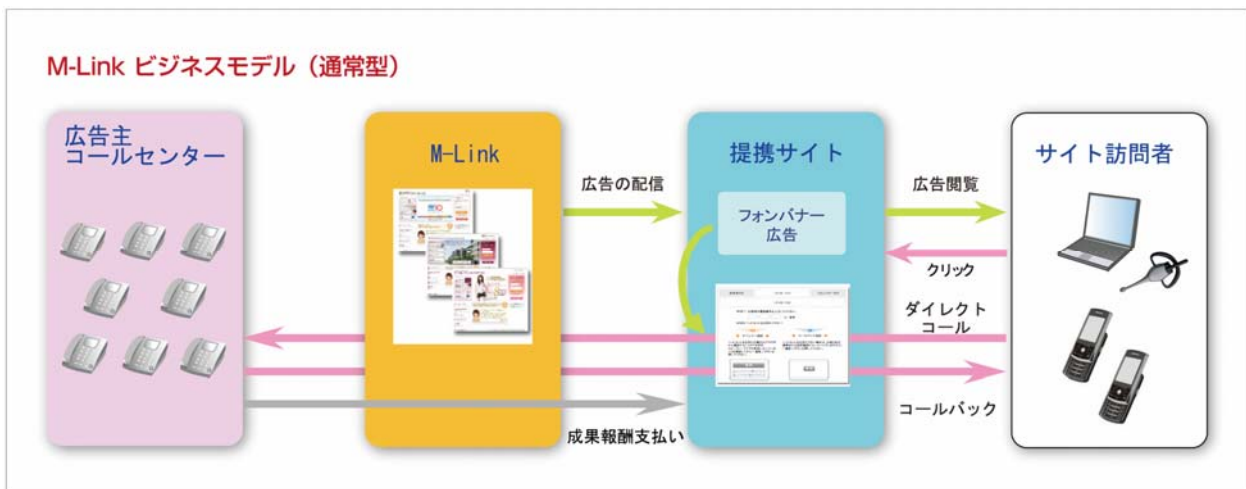 M-Link ビジネスモデル（通常型）
広告主
コールセンター
M-Link
提携サイト
サイト訪問者
広告の配信
広告閲覧
フォンバナー
広告
クリック
ダイレクト
コール
コールバック
成果報酬支払い